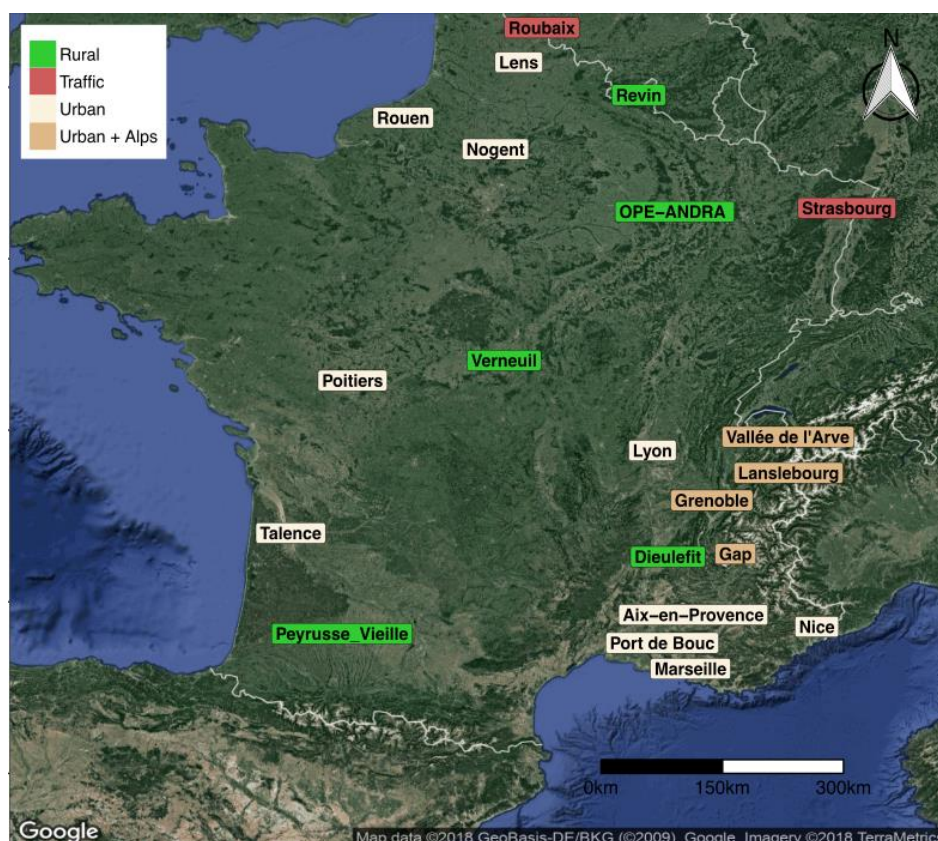 Rural
Traffic
Urban
Urban + Alps
N
Roubaix
Lens
Revin
Rouen
Nogent
OPE−ANDRA
Strasbourg
Verneuil
Poitiers
Vallée de l'Arve
Lyon
Lanslebourg
Grenoble
Talence
Dieulefit
Gap
Aix−en−Provence
Nice
Peyrusse_Vieille
Port de Bouc
Marseille
0km 150km 300km
Google
Map data ©2018 GeoBasis-DE/BKG (©2009), Google, Imagery ©2018 TerraMetrics